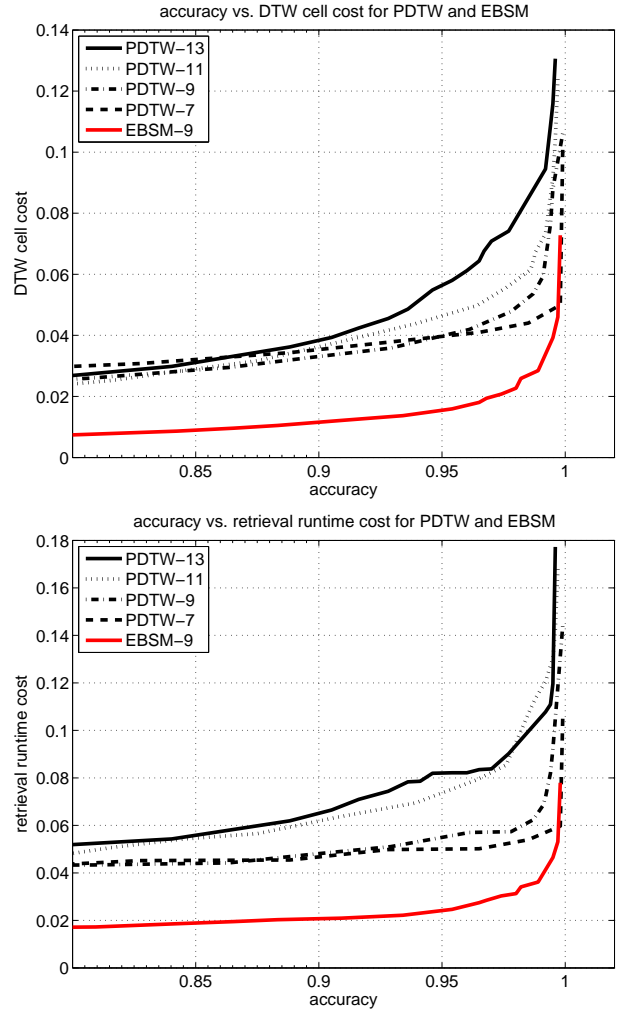 accuracy vs. DTW cell cost for PDTW and EBSM
0.14
0.12
0.1
0.08
0.06
0.04
0.02
0
DTW cell cost
PDTW−13
PDTW−11
PDTW−9
PDTW−7
EBSM−9
0.85 0.9 0.95 1
accuracy
accuracy vs. retrieval runtime cost for PDTW and EBSM
0.18
0.16
0.14
0.12
0.1
0.08
0.06
0.04
0.02
0
retrieval runtime cost
PDTW−13
PDTW−11
PDTW−9
PDTW−7
EBSM−9
0.85 0.9 0.95 1
accuracy